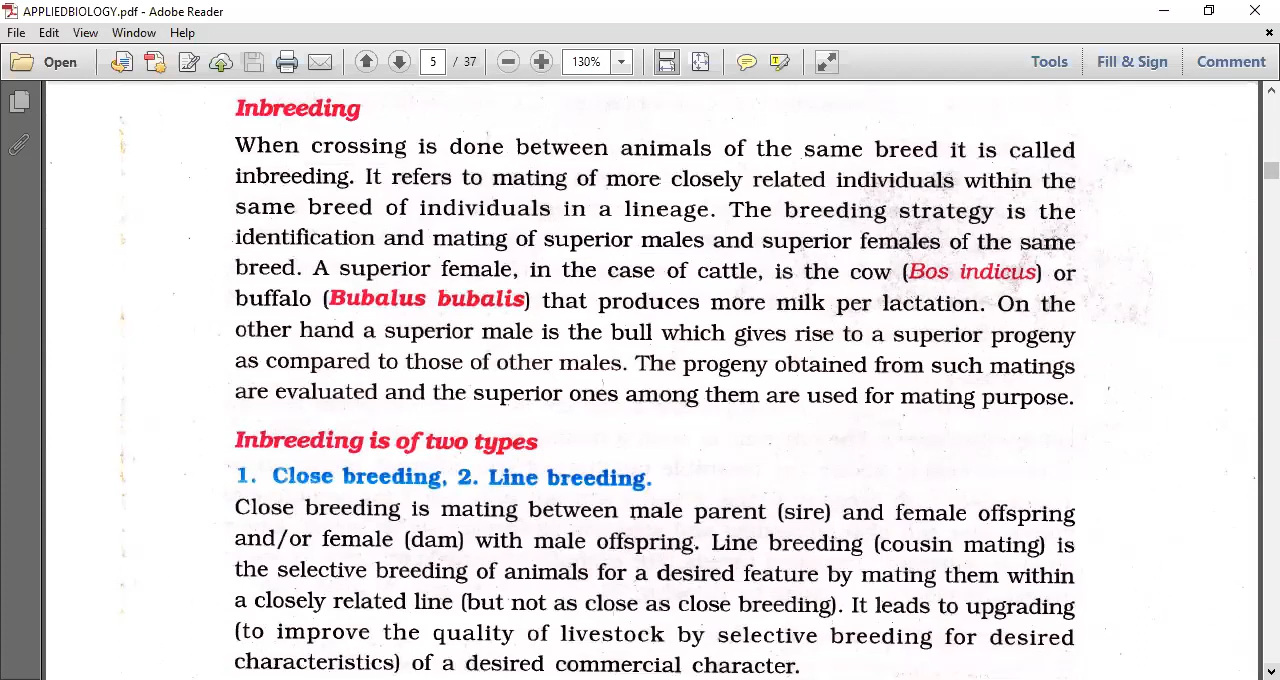 APPLIEDBIOLOGY.pdf - Adobe Reader
File Edit View Window Help
Open 5 / 37 130% Tools Fill & Sign Comment
Inbreeding
When crossing is done between animals of the same breed it is called
inbreeding. It refers to mating of more closely related individuals within the
same breed of individuals in a lineage. The breeding strategy is the
identification and mating of superior males and superior females of the same
breed. A superior female, in the case of cattle, is the cow (Bos indicus) or
buffalo (Bubalus bubalis) that produces more milk per lactation. On the
other hand a superior male is the bull which gives rise to a superior progeny
as compared to those of other males. The progeny obtained from such matings
are evaluated and the superior ones among them are used for mating purpose.
Inbreeding is of two types
1. Close breeding, 2. Line breeding.
Close breeding is mating between male parent (sire) and female offspring
and/or female (dam) with male offspring. Line breeding (cousin mating) is
the selective breeding of animals for a desired feature by mating them within
a closely related line (but not as close as close breeding). It leads to upgrading
(to improve the quality of livestock by selective breeding for desired
characteristics) of a desired commercial character.